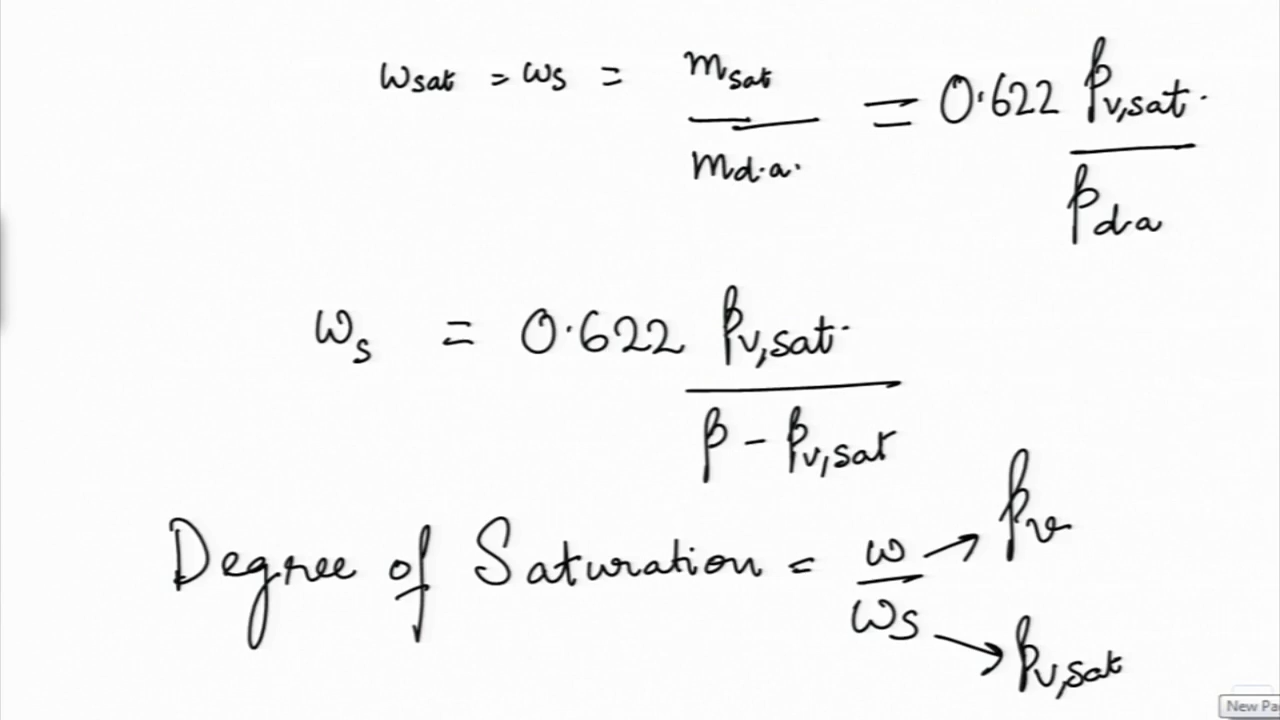 ωsat = ωs = msat / md.a. = 0.622 pv,sat. / pd.a
ωs = 0.622 pv,sat. / p - pv,sat
Degree of Saturation = ω / ωs → pv → pv,sat
New Pa